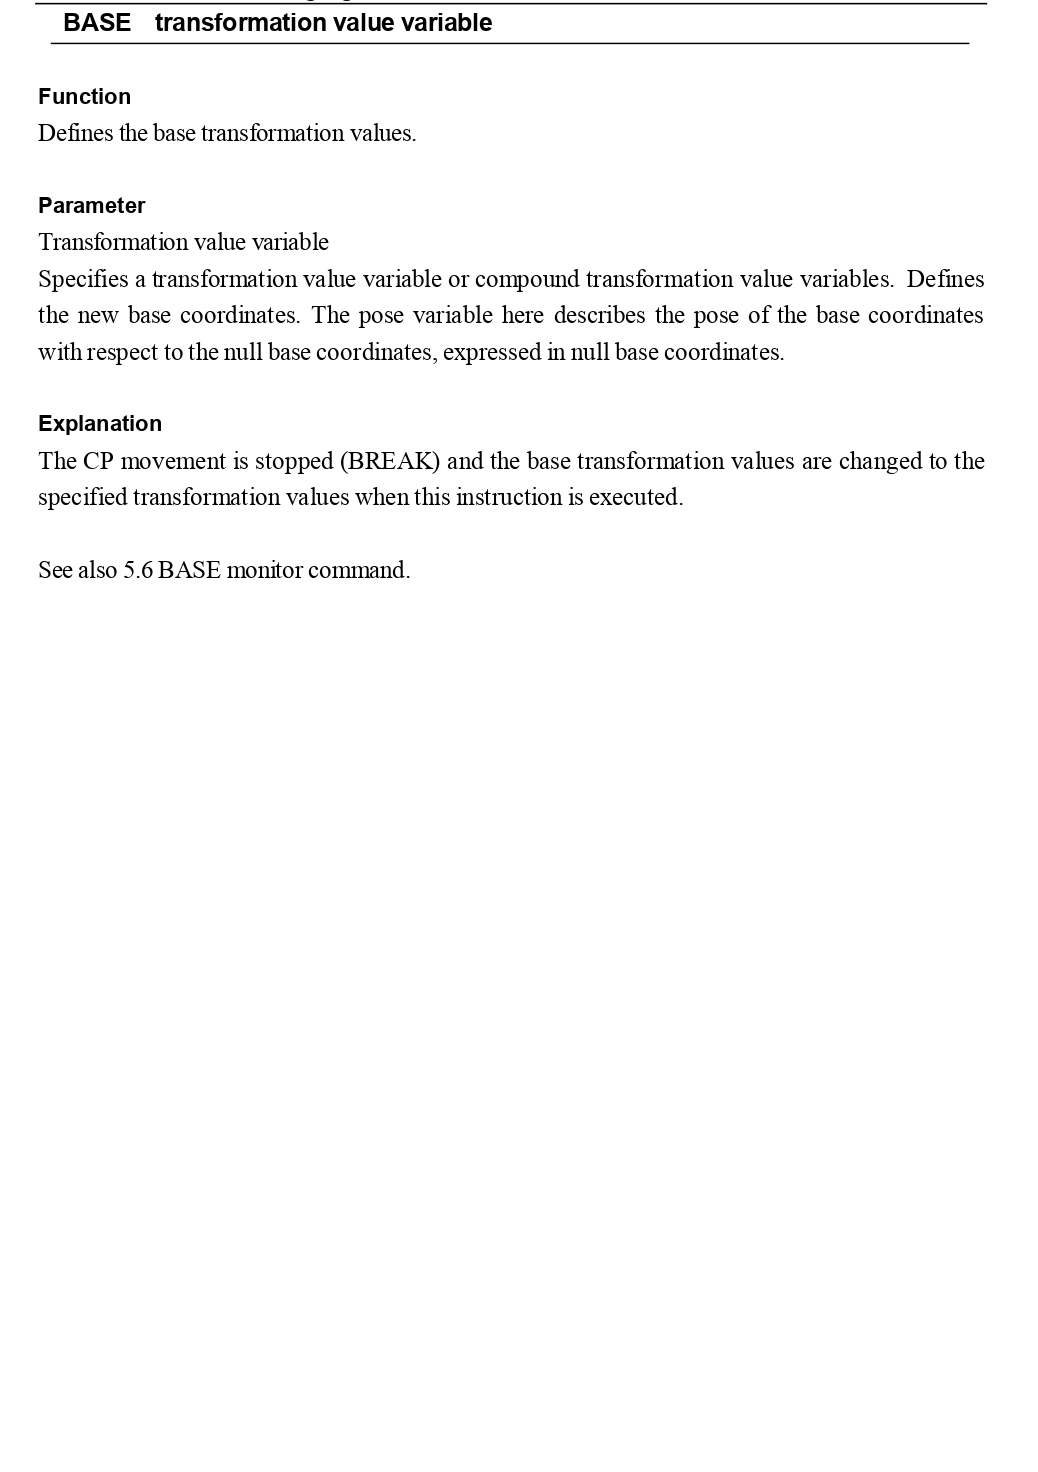 BASE transformation value variable
Function
Defines the base transformation values.
Parameter
Transformation value variable
Specifies a transformation value variable or compound transformation value variables. Defines
the new base coordinates. The pose variable here describes the pose of the base coordinates
with respect to the null base coordinates, expressed in null base coordinates.
Explanation
The CP movement is stopped (BREAK) and the base transformation values are changed to the
specified transformation values when this instruction is executed.
See also 5.6 BASE monitor command.